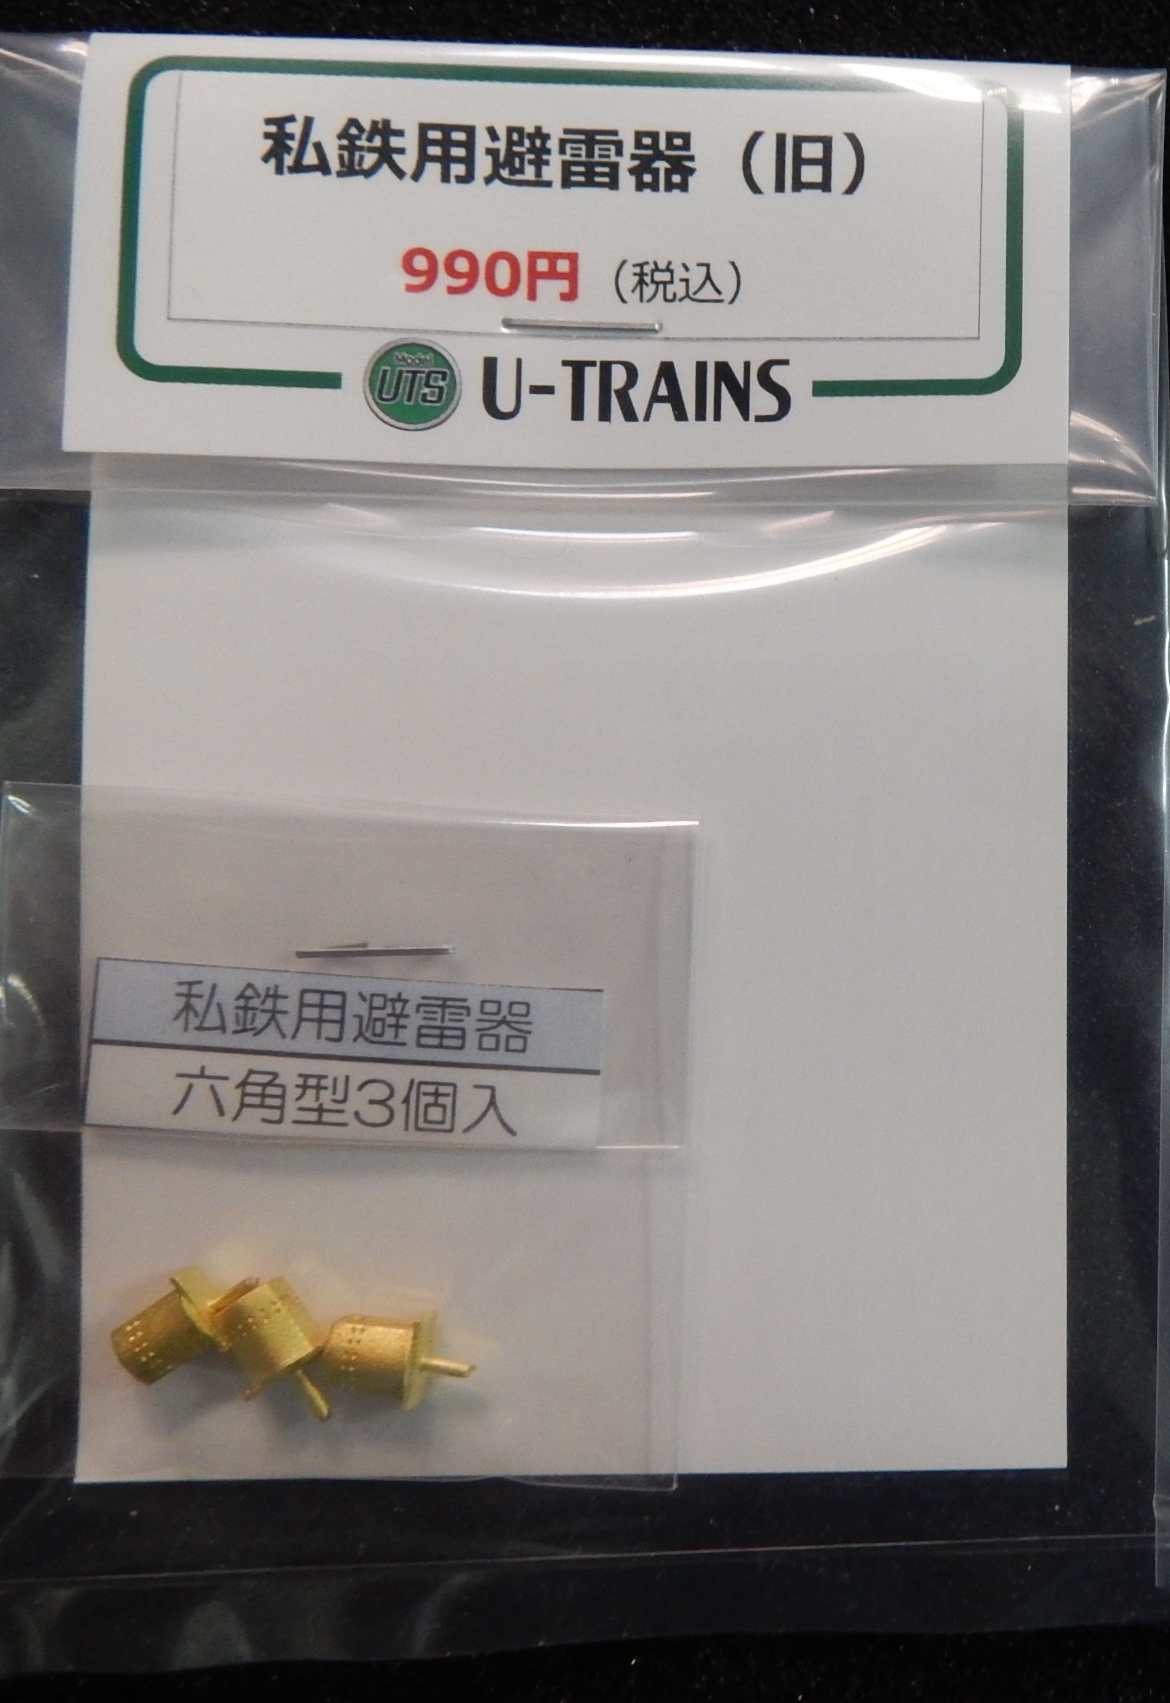 私鉄用避雷器（旧）
990円（税込）
Model
UTS
U-TRAINS
私鉄用避雷器
六角型3個入